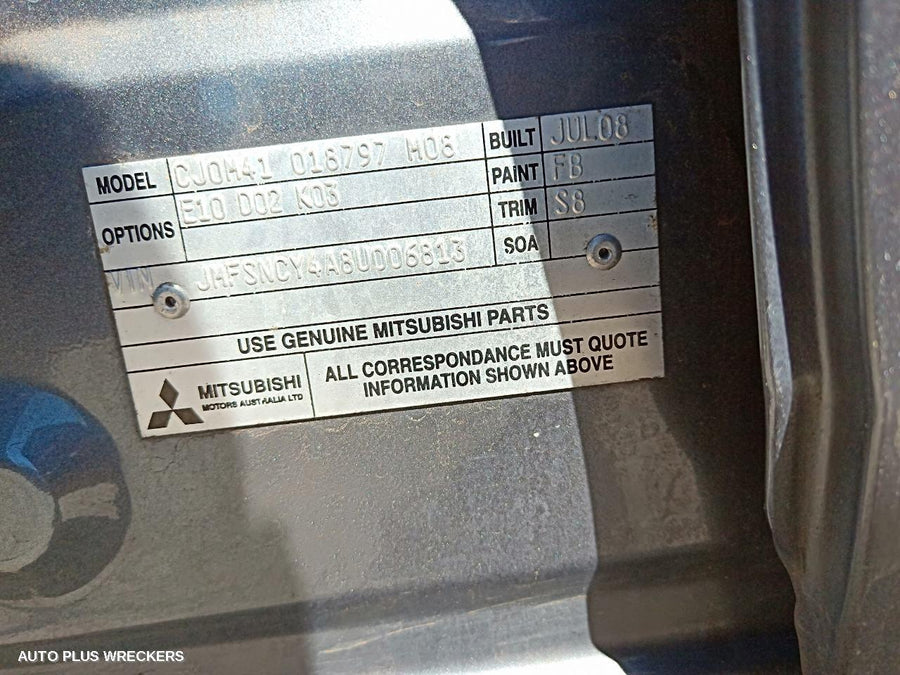 MODEL CJ0M41 018797 H08
BUILT JUL08
OPTIONS E10 D02 K03
PAINT FB
TRIM S8
SOA
VIN JMFSNCY4A8U006813
USE GENUINE MITSUBISHI PARTS
MITSUBISHI
MOTORS AUSTRALIA LTD
ALL CORRESPONDANCE MUST QUOTE
INFORMATION SHOWN ABOVE
AUTO PLUS WRECKERS